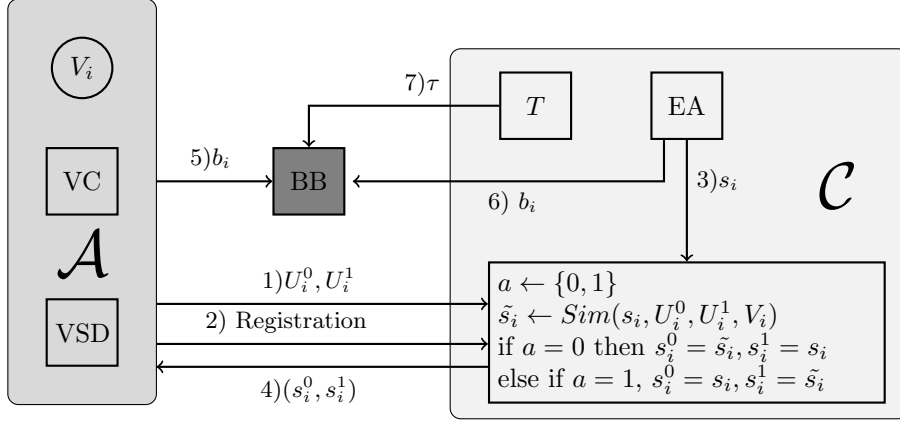 V_i
7)τ
T
EA
VC
5)b_i
BB
3)s_i
6) b_i
𝒞
𝒜
1)U_i^0, U_i^1
2) Registration
VSD
4)(s_i^0, s_i^1)
a ← {0, 1}
s̃_i ← Sim(s_i, U_i^0, U_i^1, V_i)
if a = 0 then s_i^0 = s̃_i, s_i^1 = s_i
else if a = 1, s_i^0 = s_i, s_i^1 = s̃_i